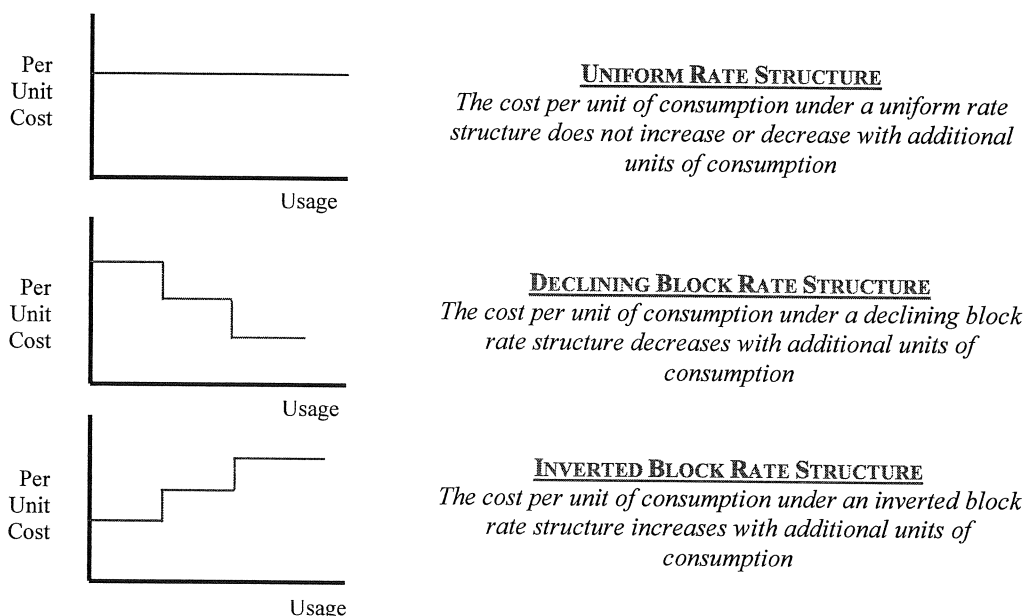 Per
Unit
Cost
UNIFORM RATE STRUCTURE
The cost per unit of consumption under a uniform rate
structure does not increase or decrease with additional
units of consumption
Usage
Per
Unit
Cost
DECLINING BLOCK RATE STRUCTURE
The cost per unit of consumption under a declining block
rate structure decreases with additional units of
consumption
Usage
Per
Unit
Cost
INVERTED BLOCK RATE STRUCTURE
The cost per unit of consumption under an inverted block
rate structure increases with additional units of
consumption
Usage